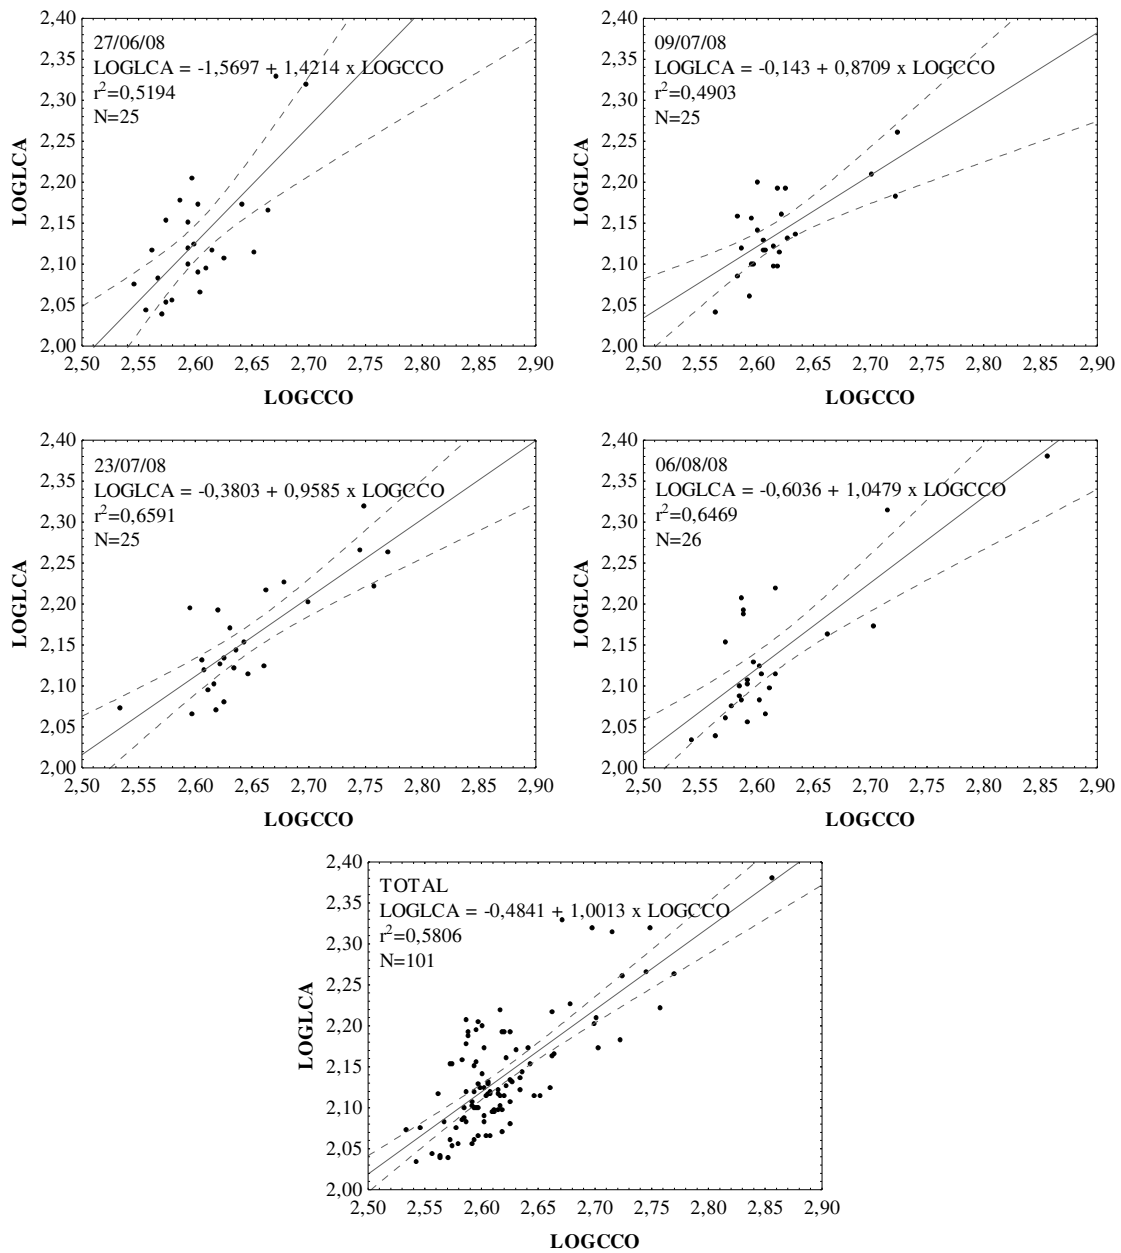 27/06/08
LOGLCA = -1,5697 + 1,4214 x LOGCCO
r²=0,5194
N=25
2,40
2,35
2,30
2,25
2,20
2,15
2,10
2,05
2,00
LOGLCA
2,50 2,55 2,60 2,65 2,70 2,75 2,80 2,85 2,90
LOGCCO
09/07/08
LOGLCA = -0,143 + 0,8709 x LOGCCO
r²=0,4903
N=25
2,40
2,35
2,30
2,25
2,20
2,15
2,10
2,05
2,00
LOGLCA
2,50 2,55 2,60 2,65 2,70 2,75 2,80 2,85 2,90
LOGCCO
23/07/08
LOGLCA = -0,3803 + 0,9585 x LOGCCO
r²=0,6591
N=25
2,40
2,35
2,30
2,25
2,20
2,15
2,10
2,05
2,00
LOGLCA
2,50 2,55 2,60 2,65 2,70 2,75 2,80 2,85 2,90
LOGCCO
06/08/08
LOGLCA = -0,6036 + 1,0479 x LOGCCO
r²=0,6469
N=26
2,40
2,35
2,30
2,25
2,20
2,15
2,10
2,05
2,00
LOGLCA
2,50 2,55 2,60 2,65 2,70 2,75 2,80 2,85 2,90
LOGCCO
TOTAL
LOGLCA = -0,4841 + 1,0013 x LOGCCO
r²=0,5806
N=101
2,40
2,35
2,30
2,25
2,20
2,15
2,10
2,05
2,00
LOGLCA
2,50 2,55 2,60 2,65 2,70 2,75 2,80 2,85 2,90
LOGCCO